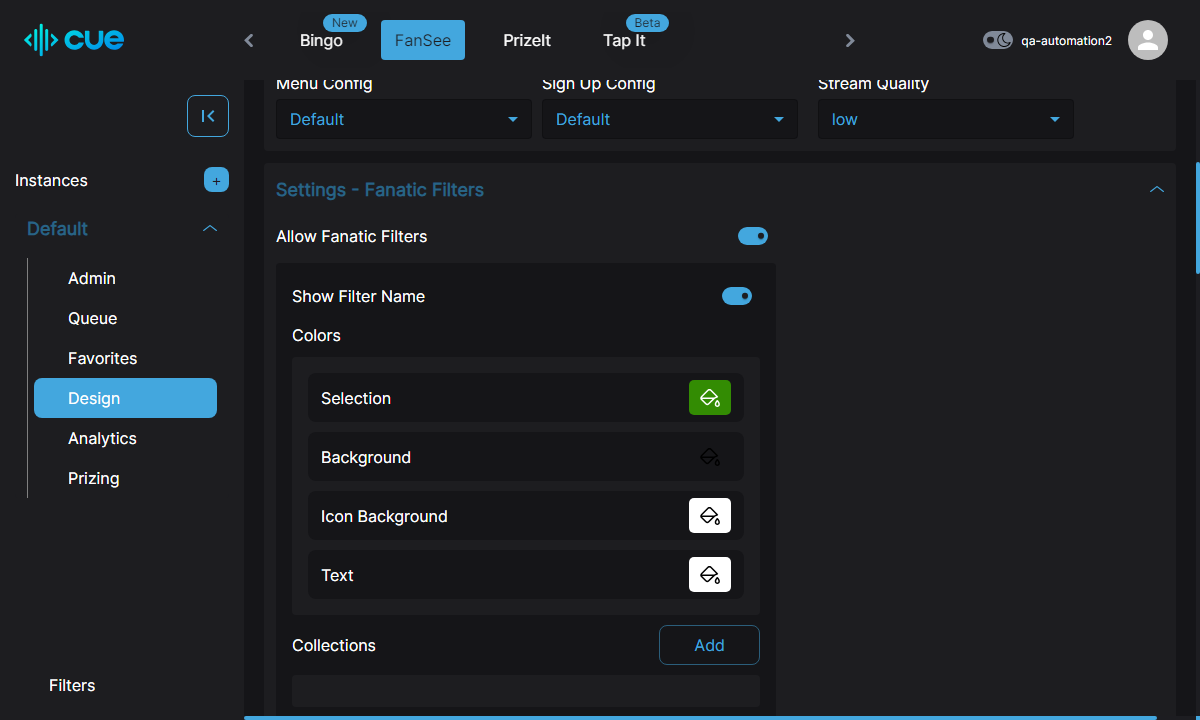 cue
New
Bingo
FanSee
PrizeIt
Beta
Tap It
qa-automation2
Menu Config
Sign Up Config
Stream Quality
Default
Default
low
Instances
+
Default
Admin
Queue
Favorites
Design
Analytics
Prizing
Filters
Settings - Fanatic Filters
Allow Fanatic Filters
Show Filter Name
Colors
Selection
Background
Icon Background
Text
Collections
Add